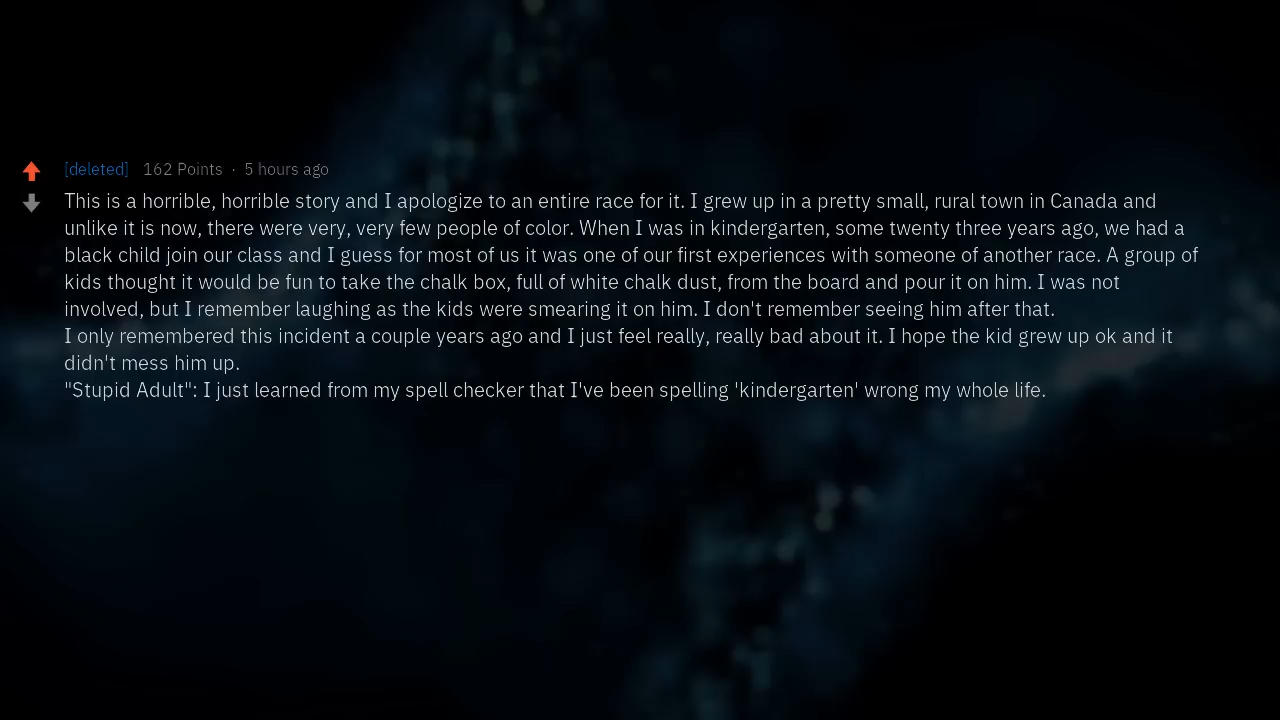 [deleted] 162 Points · 5 hours ago
This is a horrible, horrible story and I apologize to an entire race for it. I grew up in a pretty small, rural town in Canada and
unlike it is now, there were very, very few people of color. When I was in kindergarten, some twenty three years ago, we had a
black child join our class and I guess for most of us it was one of our first experiences with someone of another race. A group of
kids thought it would be fun to take the chalk box, full of white chalk dust, from the board and pour it on him. I was not
involved, but I remember laughing as the kids were smearing it on him. I don't remember seeing him after that.
I only remembered this incident a couple years ago and I just feel really, really bad about it. I hope the kid grew up ok and it
didn't mess him up.
"Stupid Adult": I just learned from my spell checker that I've been spelling 'kindergarten' wrong my whole life.